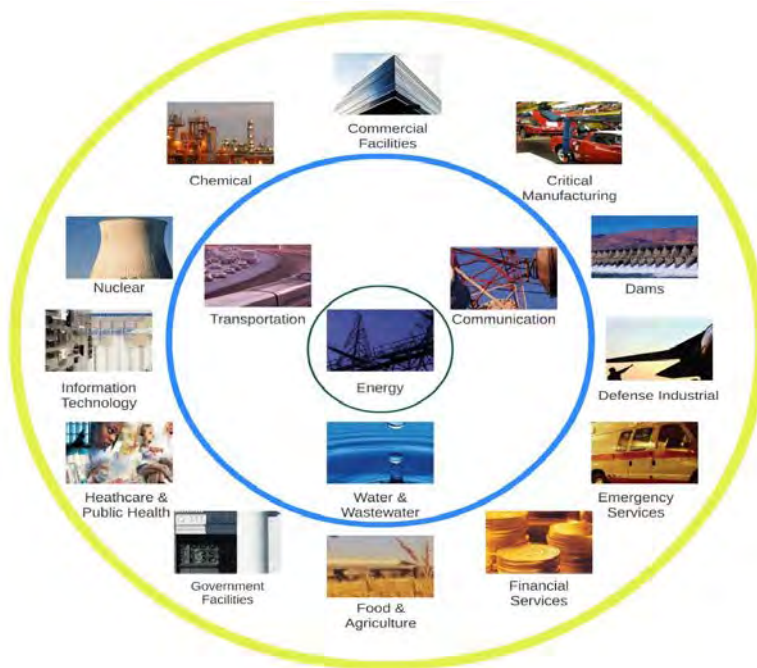 Commercial
Facilities
Chemical
Critical
Manufacturing
Nuclear
Dams
Transportation
Communication
Information
Technology
Energy
Defense Industrial
Heathcare &
Public Health
Water &
Wastewater
Emergency
Services
Government
Facilities
Food &
Agriculture
Financial
Services